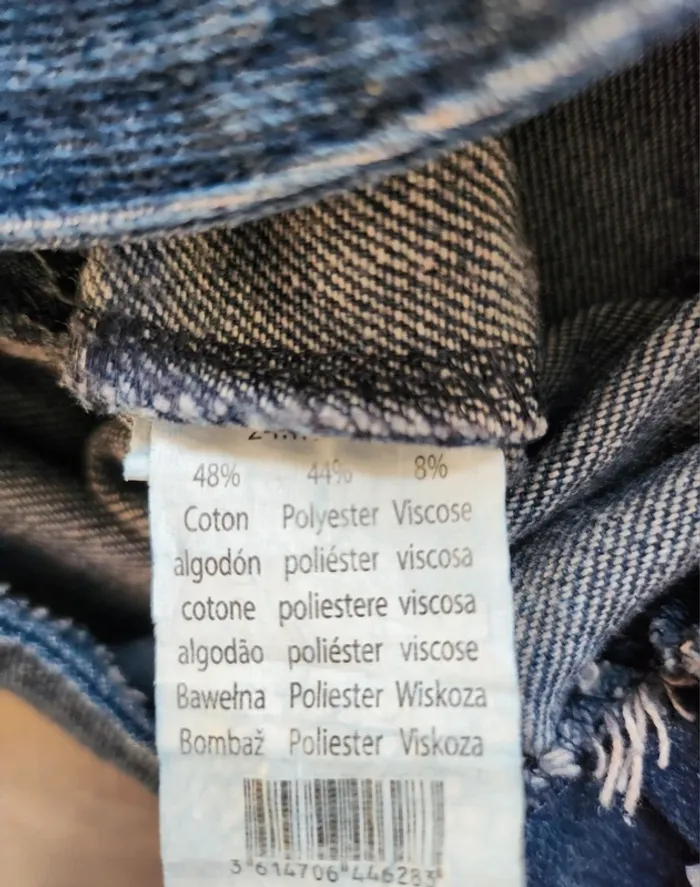 48% 44% 8%
Coton Polyester Viscose
algodón poliéster viscosa
cotone poliestere viscosa
algodão poliéster viscose
Bawełna Poliester Wiskoza
Bombaž Poliester Viskoza
3"614706"446283